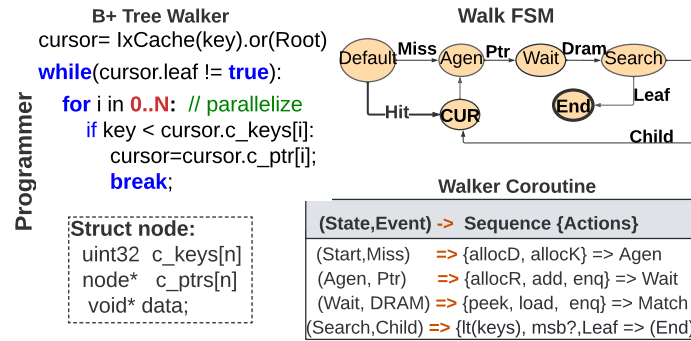 B+ Tree Walker
cursor= IxCache(key).or(Root)
while(cursor.leaf != true):
for i in 0..N: // parallelize
if key < cursor.c_keys[i]:
cursor=cursor.c_ptr[i];
break;
Programmer
Struct node:
uint32 c_keys[n]
node* c_ptrs[n]
void* data;
Walk FSM
Default
Miss
Agen
Ptr
Wait
Dram
Search
Hit
CUR
End
Leaf
Child
Walker Coroutine
(State,Event) -> Sequence {Actions}
(Start,Miss) => {allocD, allocK} => Agen
(Agen, Ptr) => {allocR, add, enq} => Wait
(Wait, DRAM) => {peek, load, enq} => Match
(Search,Child) => {lt(keys), msb?,Leaf => (End)